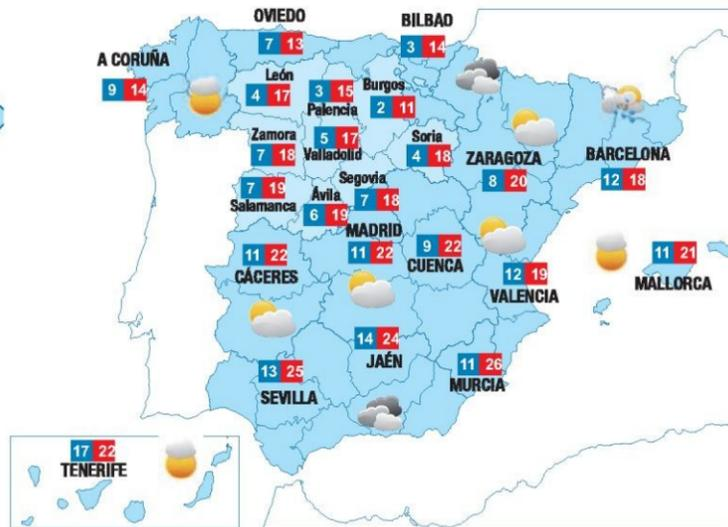 OVIEDO
7 13
BILBAO
3 14
A CORUÑA
9 14
León
4 17
3 15
Palencia
Burgos
2 11
Zamora
7 18
5 17
Valladolid
Soria
4 18
ZARAGOZA
8 20
BARCELONA
12 18
7 19
Salamanca
Ávila
6 19
Segovia
7 18
MADRID
11 22
9 22
CUENCA
11 22
CÁCERES
12 19
VALENCIA
11 21
MALLORCA
14 24
JAÉN
13 25
SEVILLA
11 26
MURCIA
17 22
TENERIFE